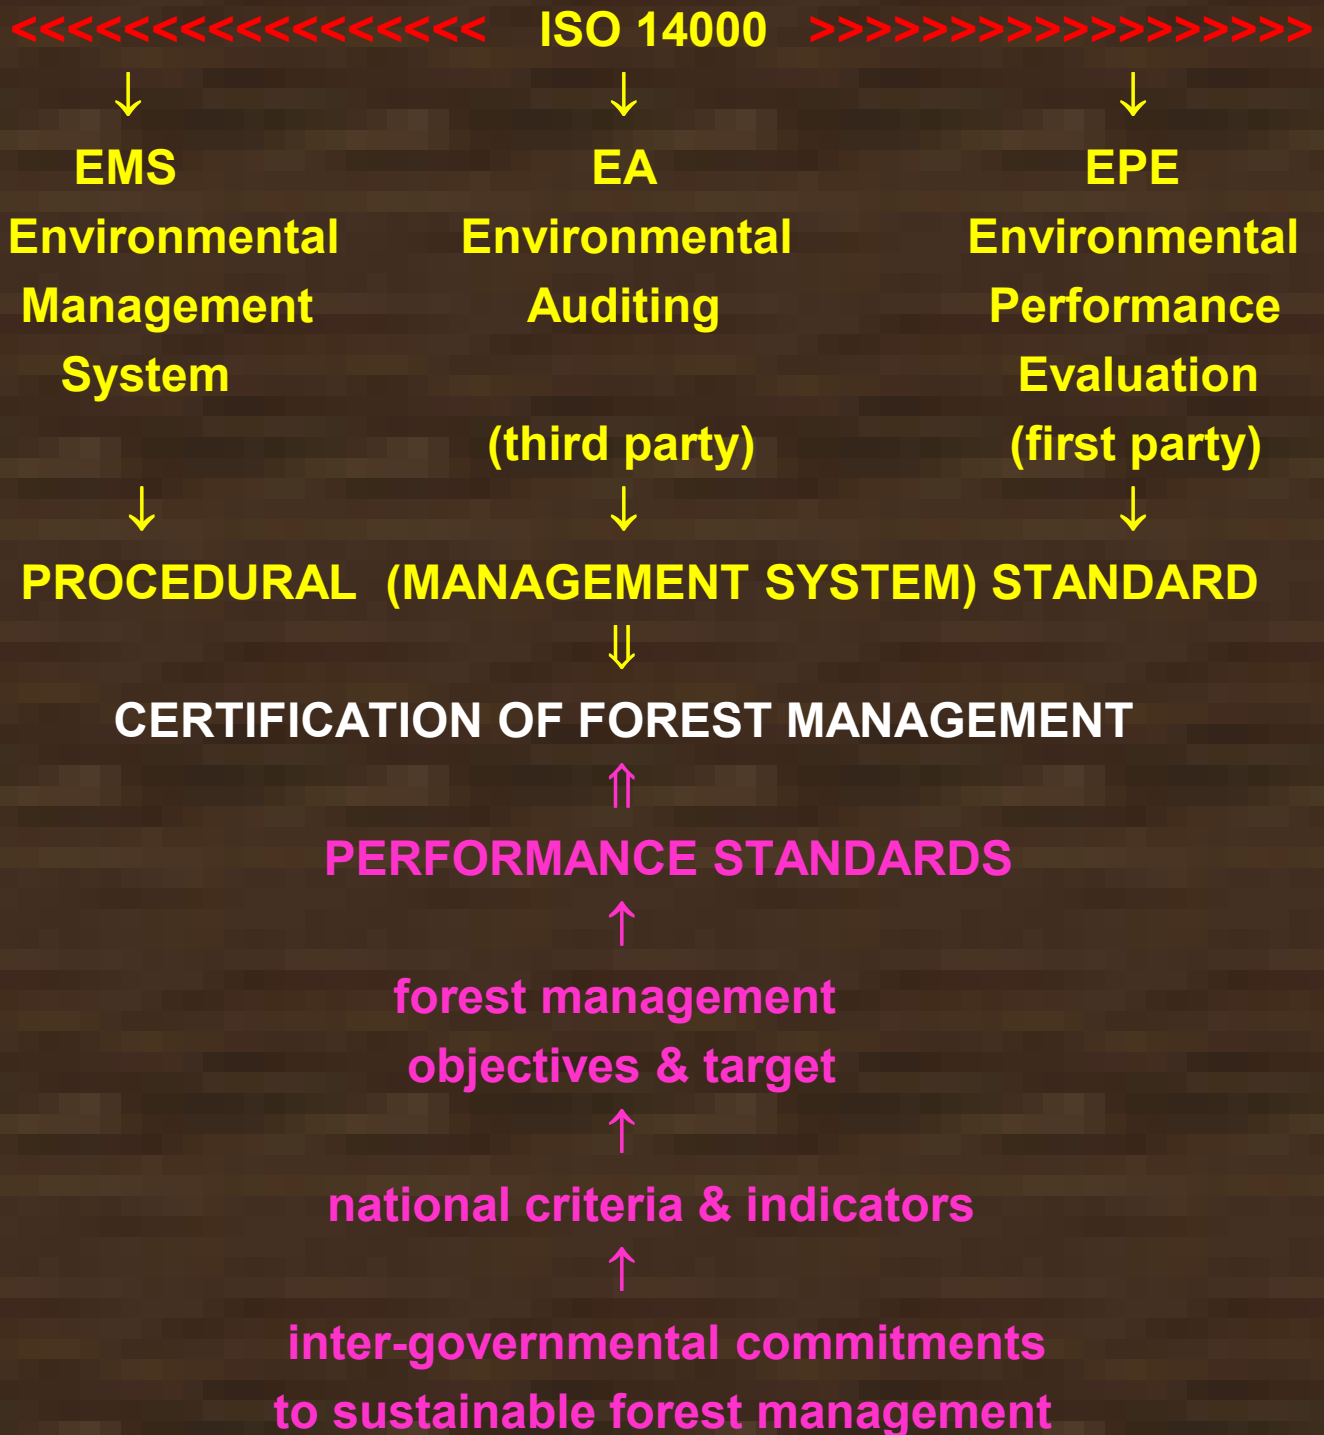 <<<<<<<<<<<<<<<<< ISO 14000 >>>>>>>>>>>>>>>>>>
↓ ↓ ↓
EMS EA EPE
Environmental Environmental Environmental
Management Auditing Performance
System Evaluation
(third party) (first party)
↓ ↓ ↓
PROCEDURAL (MANAGEMENT SYSTEM) STANDARD
⇓
CERTIFICATION OF FOREST MANAGEMENT
⇑
PERFORMANCE STANDARDS
↑
forest management
objectives & target
↑
national criteria & indicators
↑
inter-governmental commitments
to sustainable forest management